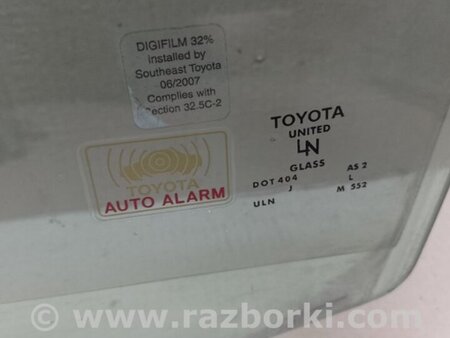 DIGIFILM 32%
installed by
Southeast Toyota
06/2007
Complies with
Section 32.5C-2
TOYOTA
UNITED
LN
GLASS
DOT 404 AS 2
J L
M 552
ULN
TOYOTA
AUTO ALARM
www.razborki.com